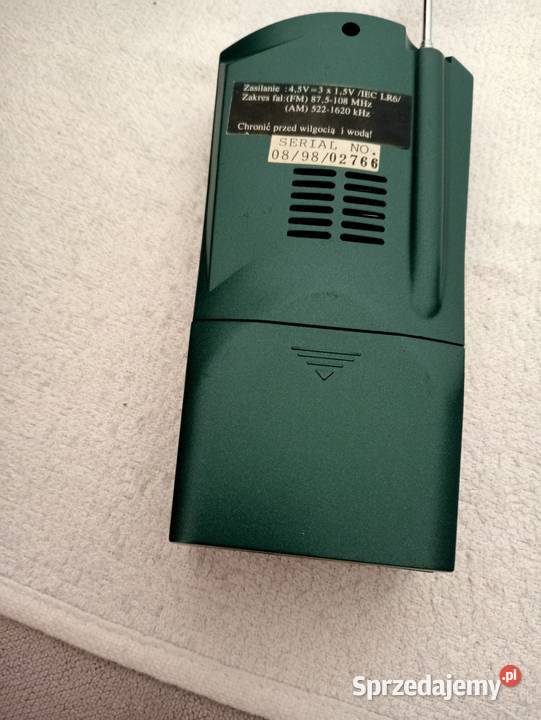 Zasilanie : 4,5V=3 x 1,5V /IEC LR6/
Zakres fal:(FM) 87,5-108 MHz
(AM) 522-1620 kHz
Chronić przed wilgocią i wodą!
SERIAL NO.
08/98/02766
Sprzedajemy.pl